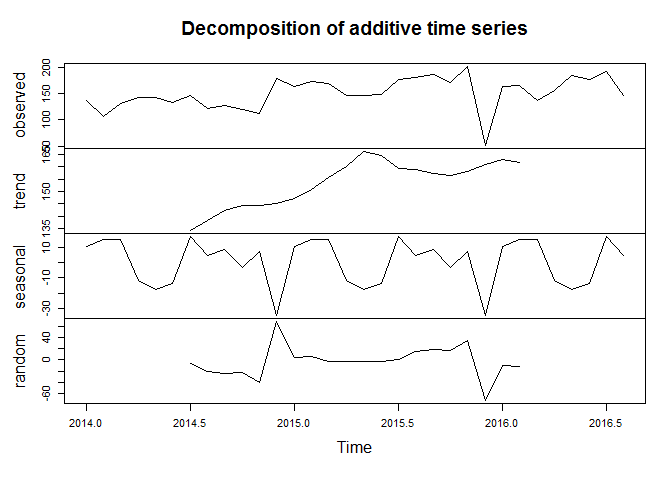 Decomposition of additive time series
observed
50 100 150 200
trend
135 150
seasonal
-30 -10 10
random
-60 0 40
2014.0 2014.5 2015.0 2015.5 2016.0 2016.5
Time